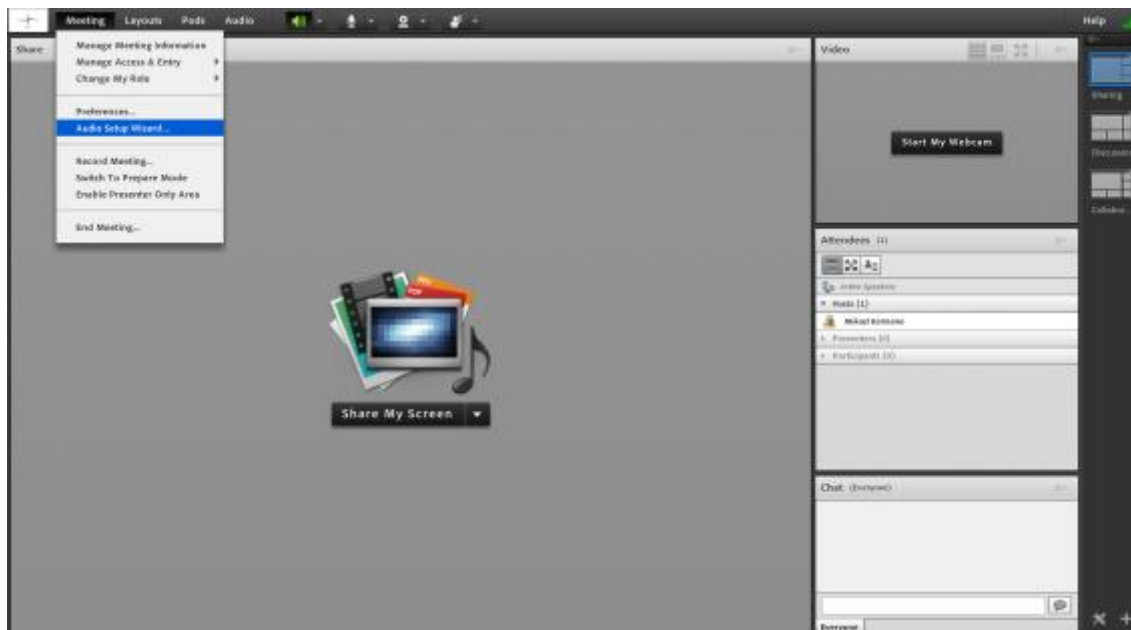 Meeting Layouts Pods Audio Help
Share
Manage Meeting Information
Manage Access & Entry
Change My Role
Preferences...
Audio Setup Wizard...
Record Meeting...
Switch To Prepare Mode
Enable Presenter Only Area
End Meeting...
PDF
Share My Screen
Video
Start My Webcam
Attendees (1)
Active Speakers
Hosts (1)
Presenters (0)
Participants (0)
Chat (Everyone)
Everyone
Sharing